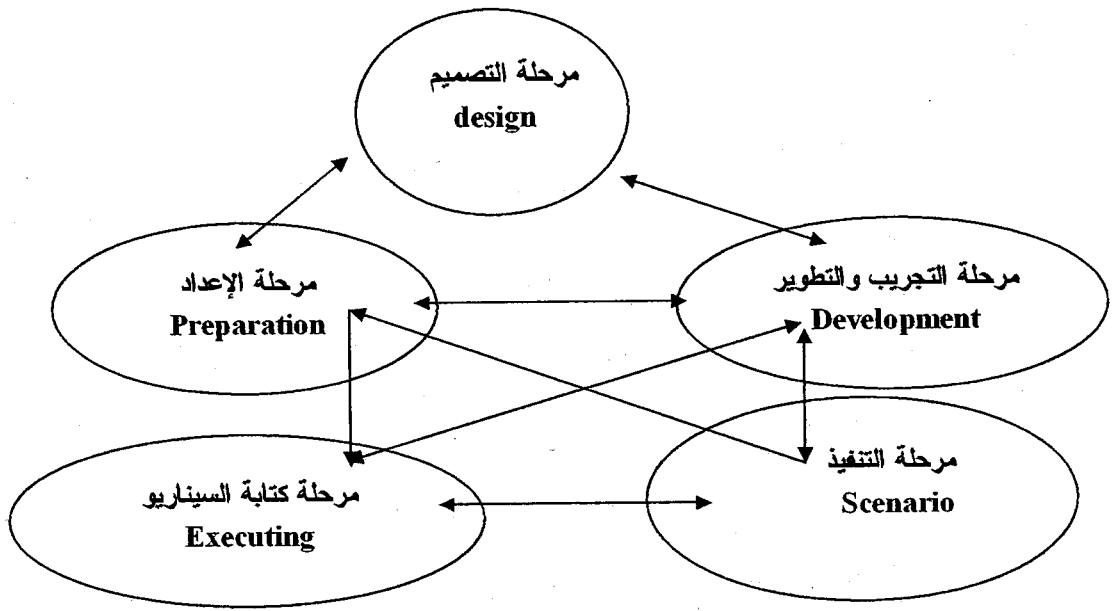 مرحلة التصميم
design
مرحلة الإعداد
Preparation
مرحلة التجريب والتطوير
Development
مرحلة كتابة السيناريو
Executing
مرحلة التنفيذ
Scenario